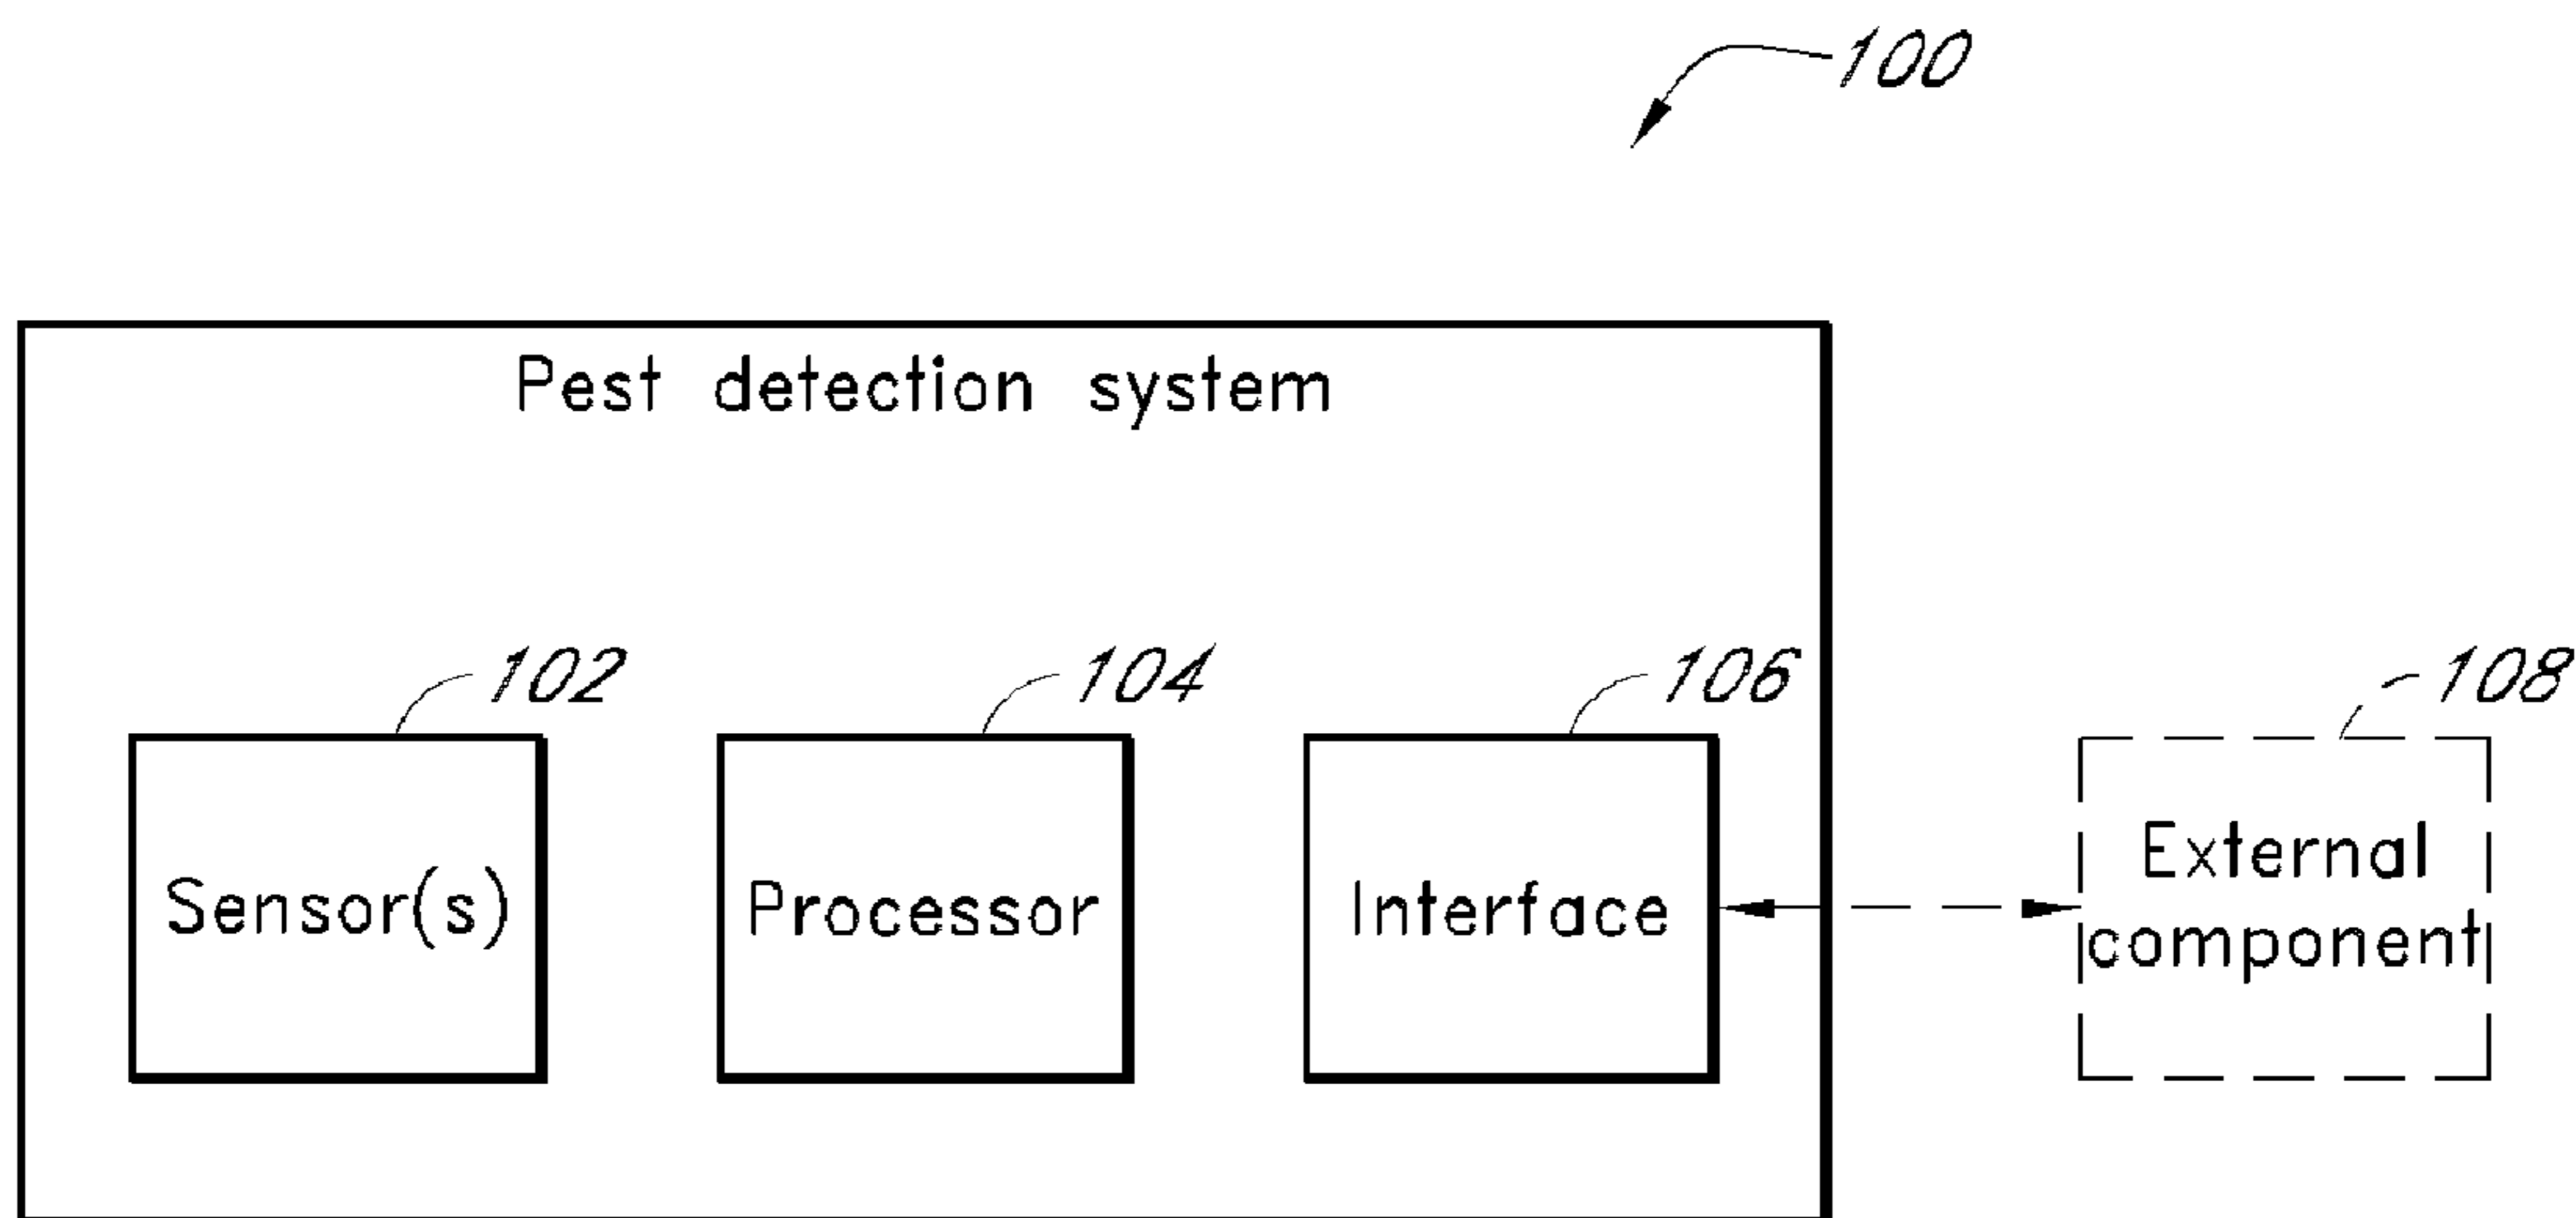 100
Pest detection system
102
104
106
108
Sensor(s)
Processor
Interface
External
component